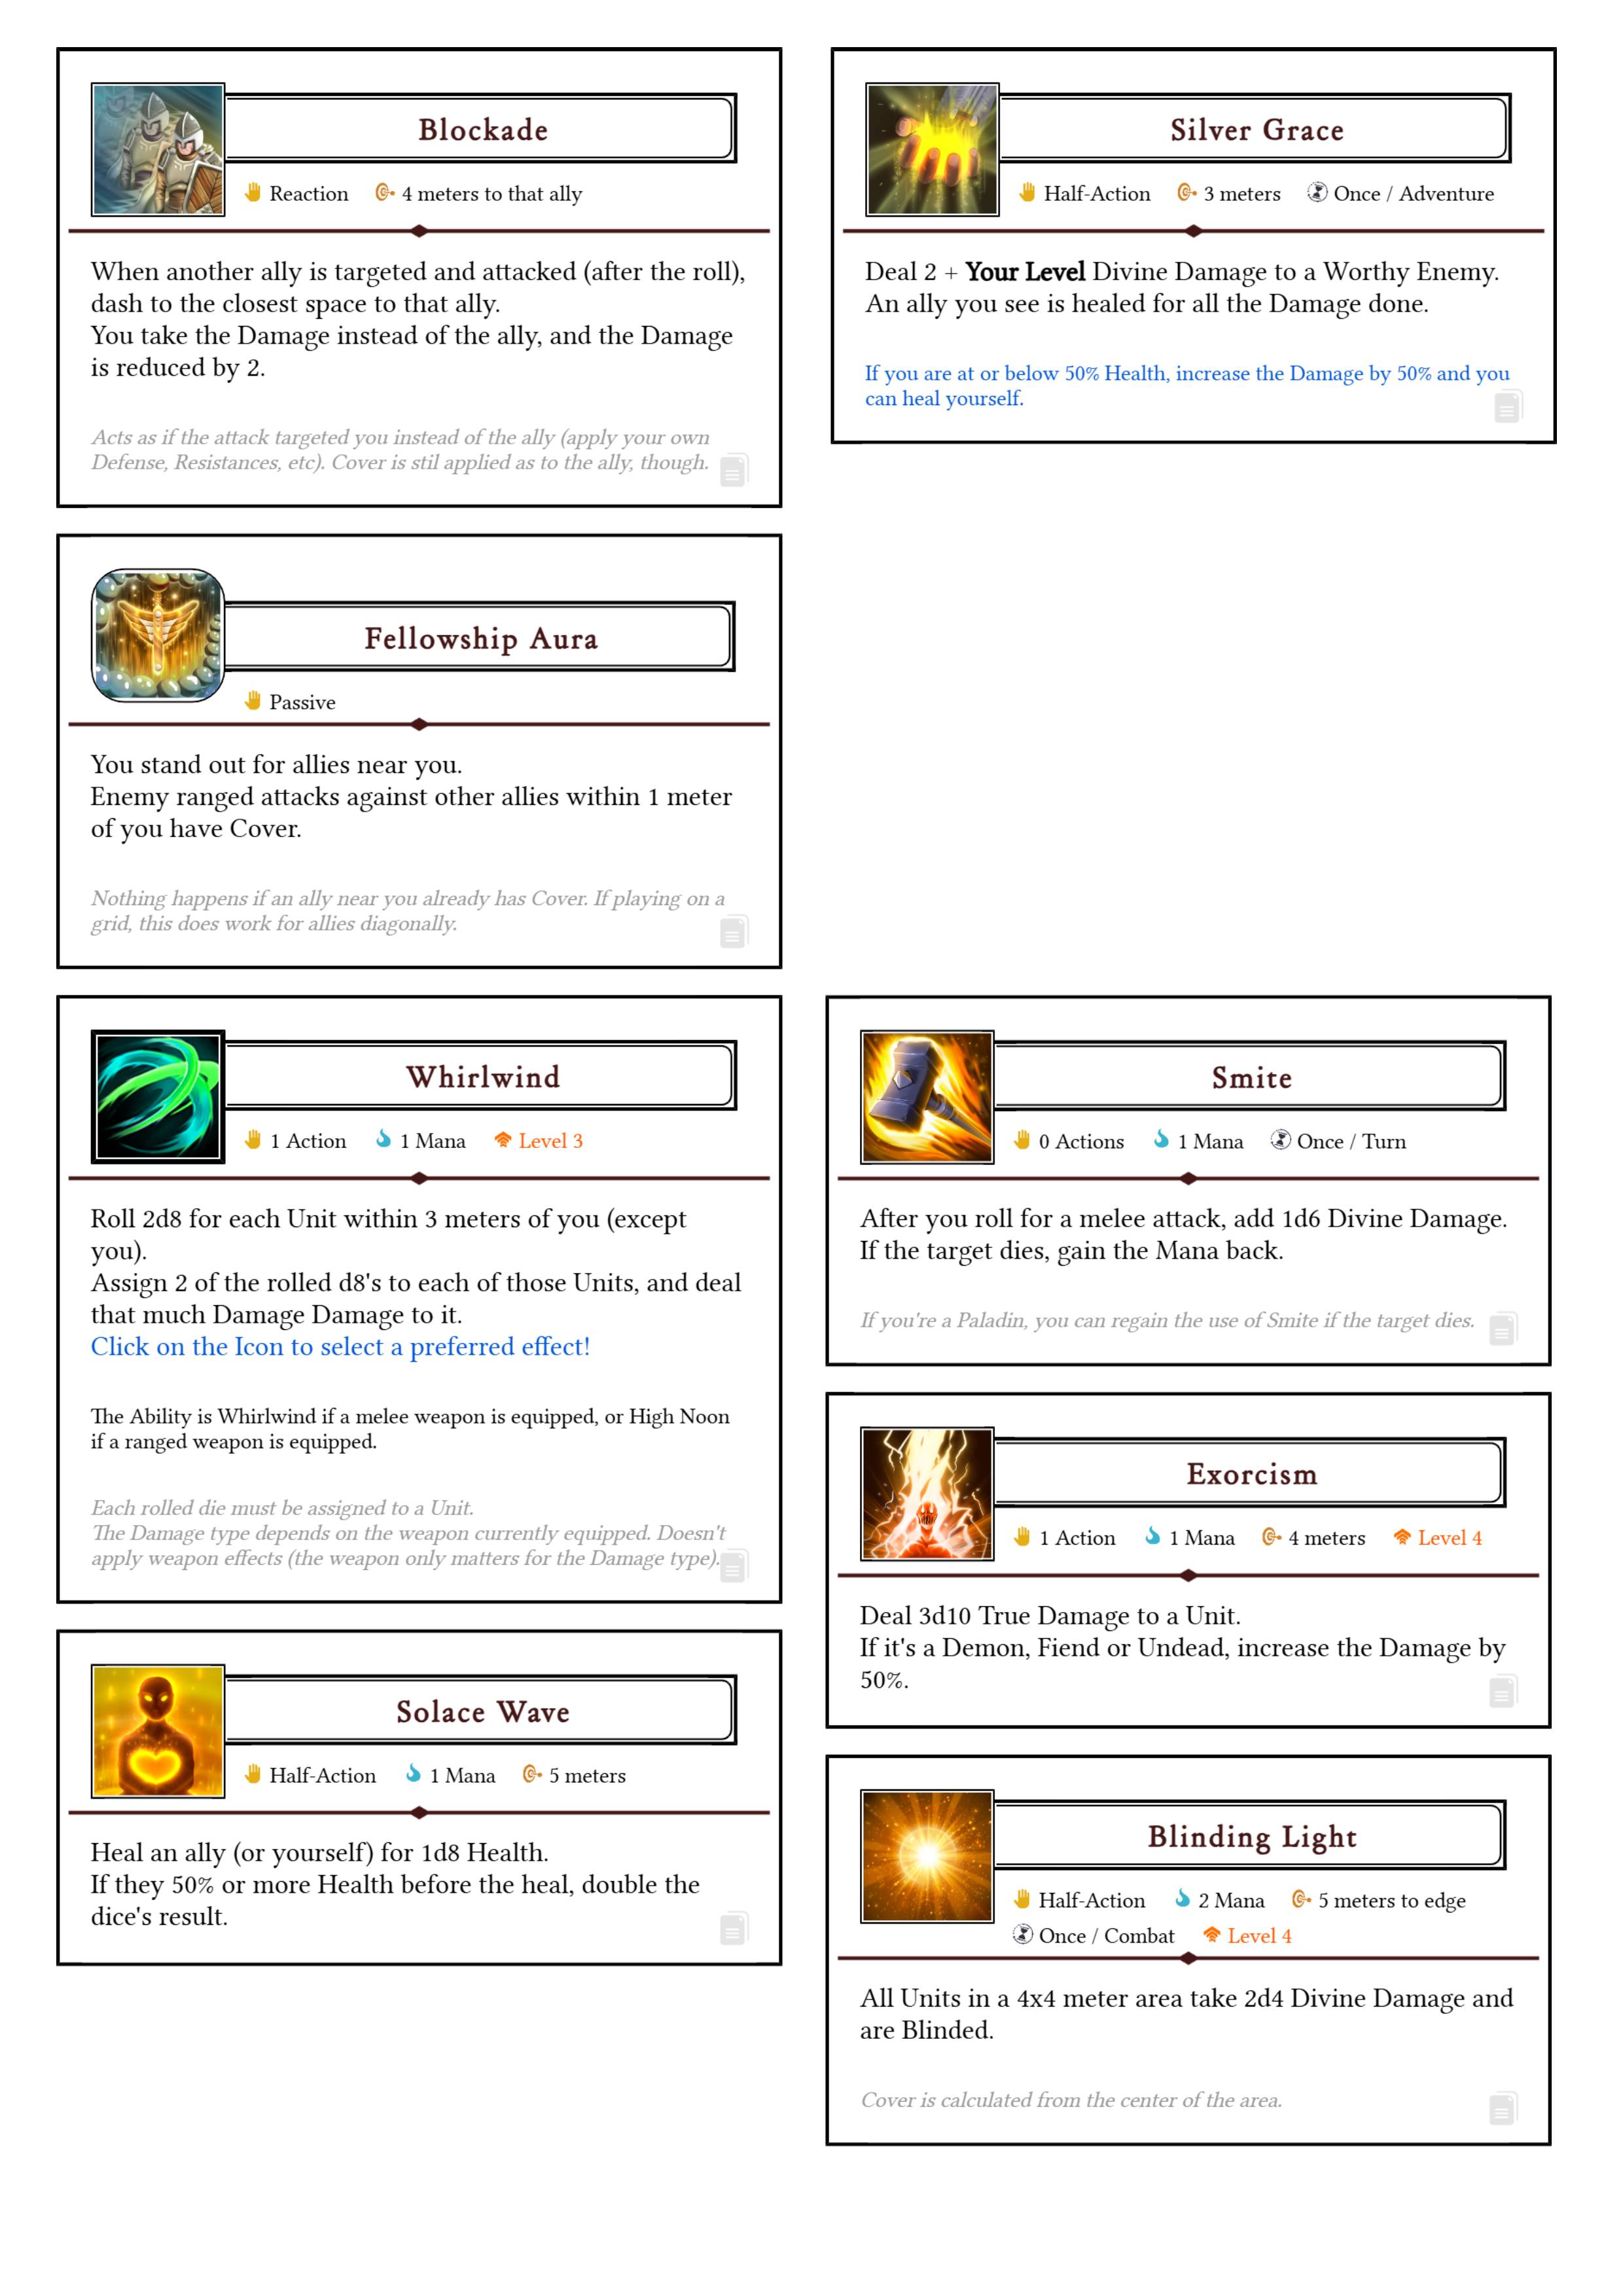 Blockade
Reaction 4 meters to that ally
When another ally is targeted and attacked (after the roll),
dash to the closest space to that ally.
You take the Damage instead of the ally, and the Damage
is reduced by 2.
Acts as if the attack targeted you instead of the ally (apply your own
Defense, Resistances, etc). Cover is stil applied as to the ally, though.
Silver Grace
Half-Action 3 meters Once / Adventure
Deal 2 + Your Level Divine Damage to a Worthy Enemy.
An ally you see is healed for all the Damage done.
If you are at or below 50% Health, increase the Damage by 50% and you
can heal yourself.
Fellowship Aura
Passive
You stand out for allies near you.
Enemy ranged attacks against other allies within 1 meter
of you have Cover.
Nothing happens if an ally near you already has Cover. If playing on a
grid, this does work for allies diagonally.
Whirlwind
1 Action 1 Mana Level 3
Roll 2d8 for each Unit within 3 meters of you (except
you).
Assign 2 of the rolled d8's to each of those Units, and deal
that much Damage Damage to it.
Click on the Icon to select a preferred effect!
The Ability is Whirlwind if a melee weapon is equipped, or High Noon
if a ranged weapon is equipped.
Each rolled die must be assigned to a Unit.
The Damage type depends on the weapon currently equipped. Doesn't
apply weapon effects (the weapon only matters for the Damage type).
Solace Wave
Half-Action 1 Mana 5 meters
Heal an ally (or yourself) for 1d8 Health.
If they 50% or more Health before the heal, double the
dice's result.
Smite
0 Actions 1 Mana Once / Turn
After you roll for a melee attack, add 1d6 Divine Damage.
If the target dies, gain the Mana back.
If you're a Paladin, you can regain the use of Smite if the target dies.
Exorcism
1 Action 1 Mana 4 meters Level 4
Deal 3d10 True Damage to a Unit.
If it's a Demon, Fiend or Undead, increase the Damage by
50%.
Blinding Light
Half-Action 2 Mana 5 meters to edge
Once / Combat Level 4
All Units in a 4x4 meter area take 2d4 Divine Damage and
are Blinded.
Cover is calculated from the center of the area.